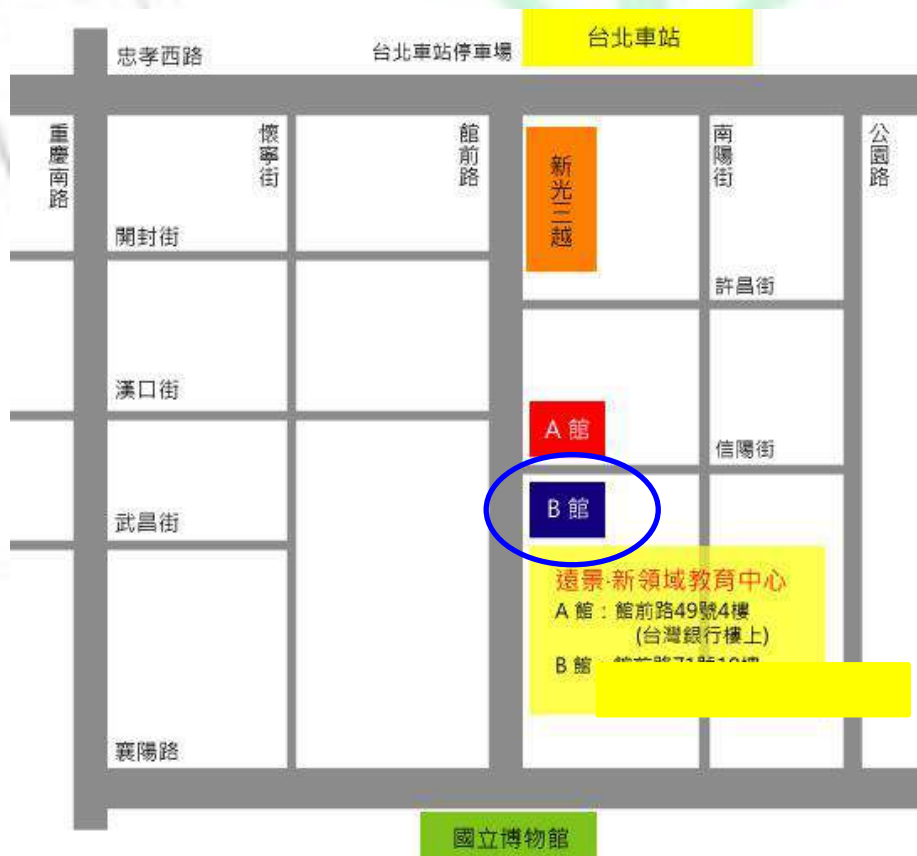 台北車站
忠孝西路
台北車站停車場
重慶南路
懷寧街
館前路
新光三越
南陽街
公園路
開封街
許昌街
漢口街
A 館
信陽街
B 館
武昌街
遠景·新領域教育中心
A 館：館前路49號4樓
(台灣銀行樓上)
B 館：
襄陽路
國立博物館